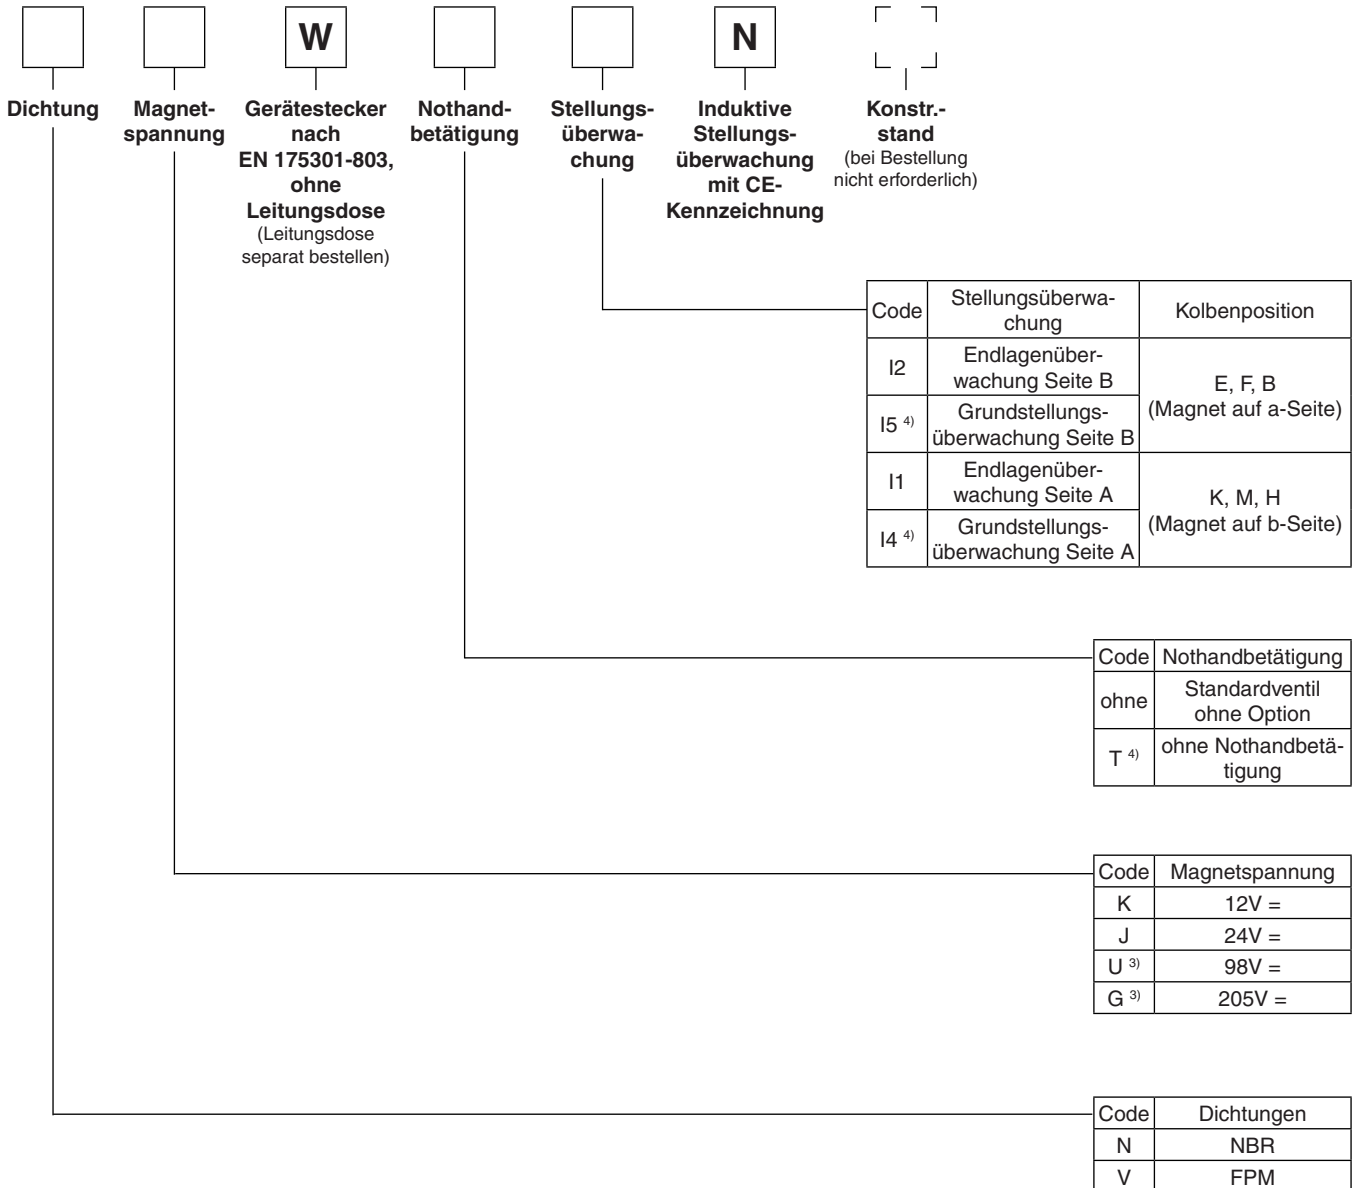 W
N
Dichtung
Magnet-
spannung
Gerätestecker
nach
EN 175301-803,
ohne
Leitungsdose
(Leitungsdose
separat bestellen)
Nothand-
betätigung
Stellungs-
überwa-
chung
Induktive
Stellungs-
überwachung
mit CE-
Kennzeichnung
Konstr.-
stand
(bei Bestellung
nicht erforderlich)
Code Stellungsüberwa-
chung Kolbenposition
I2 Endlagenüber-
wachung Seite B
I5 4) Grundstellungs-
überwachung Seite B
E, F, B
(Magnet auf a-Seite)
I1 Endlagenüber-
wachung Seite A
I4 4) Grundstellungs-
überwachung Seite A
K, M, H
(Magnet auf b-Seite)
Code Nothandbetätigung
ohne Standardventil
ohne Option
T 4) ohne Nothandbetä-
tigung
Code Magnetspannung
K 12V =
J 24V =
U 3) 98V =
G 3) 205V =
Code Dichtungen
N NBR
V FPM